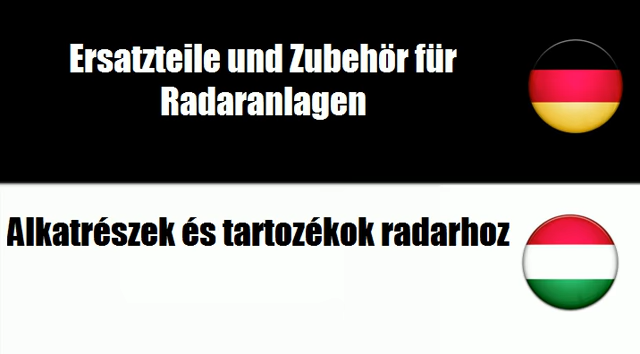 Ersatzteile und Zubehör für
Radaranlagen
Alkatrészek és tartozékok radarhoz